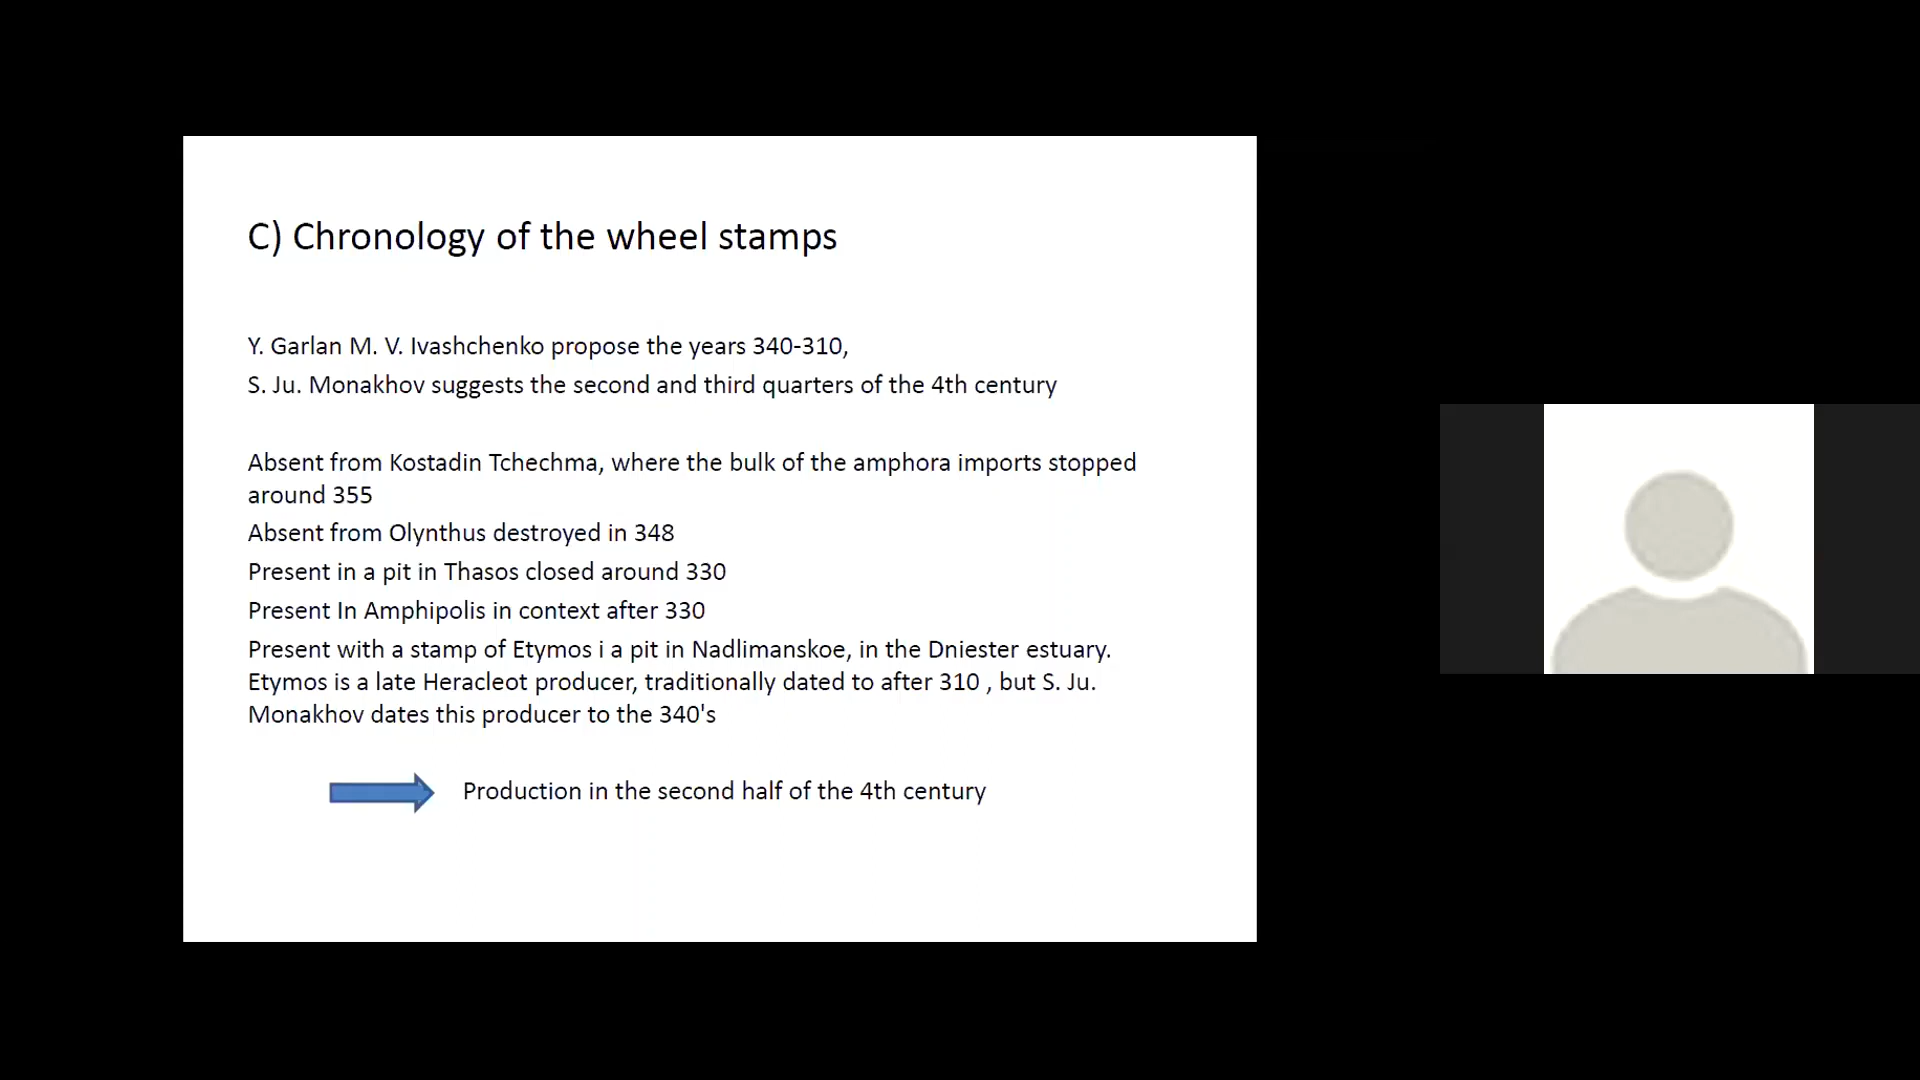 C) Chronology of the wheel stamps
Y. Garlan M. V. Ivashchenko propose the years 340-310,
S. Ju. Monakhov suggests the second and third quarters of the 4th century
Absent from Kostadin Tchechma, where the bulk of the amphora imports stopped
around 355
Absent from Olynthus destroyed in 348
Present in a pit in Thasos closed around 330
Present In Amphipolis in context after 330
Present with a stamp of Etymos i a pit in Nadlimanskoe, in the Dniester estuary.
Etymos is a late Heracleot producer, traditionally dated to after 310 , but S. Ju.
Monakhov dates this producer to the 340's
Production in the second half of the 4th century